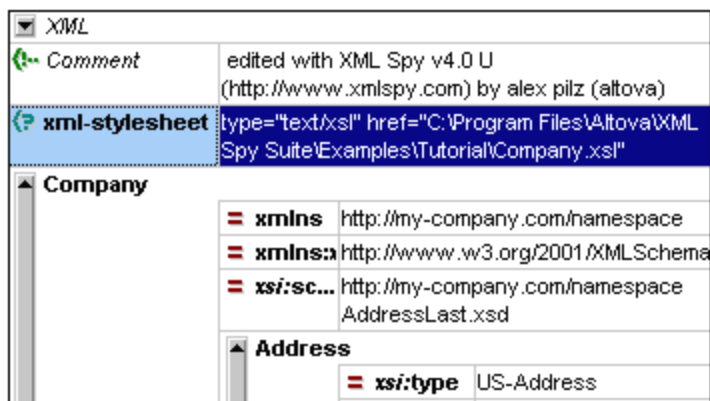 XML
Comment edited with XML Spy v4.0 U
(http://www.xmlspy.com) by alex pilz (altova)
xml-stylesheet type="text/xsl" href="C:\Program Files\Altova\XML
Spy Suite\Examples\Tutorial\Company.xsl"
Company
= xmlns http://my-company.com/namespace
= xmlns:x http://www.w3.org/2001/XMLSchema
= xsi:sc... http://my-company.com/namespace
AddressLast.xsd
Address
= xsi:type US-Address